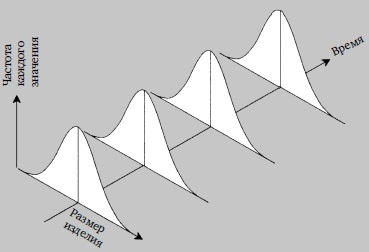 Частота
каждого
значения
Время
Размер
изделия